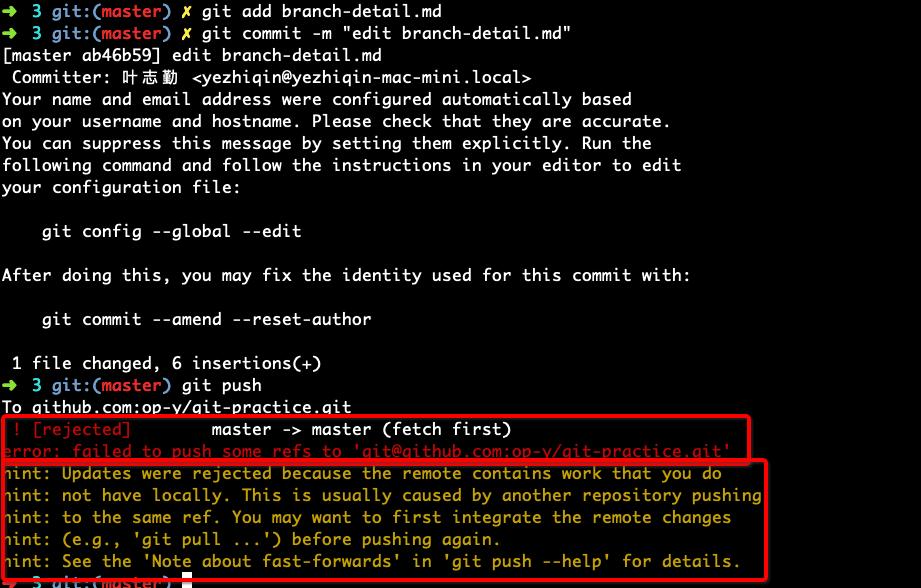 ➜ 3 git:(master) ✗ git add branch-detail.md
➜ 3 git:(master) ✗ git commit -m "edit branch-detail.md"
[master ab46b59] edit branch-detail.md
Committer: 叶志勤 <yezhiqin@yezhiqin-mac-mini.local>
Your name and email address were configured automatically based
on your username and hostname. Please check that they are accurate.
You can suppress this message by setting them explicitly. Run the
following command and follow the instructions in your editor to edit
your configuration file:
git config --global --edit
After doing this, you may fix the identity used for this commit with:
git commit --amend --reset-author
1 file changed, 6 insertions(+)
➜ 3 git:(master) git push
To github.com:op-y/git-practice.git
! [rejected] master -> master (fetch first)
error: failed to push some refs to 'git@github.com:op-y/git-practice.git'
hint: Updates were rejected because the remote contains work that you do
hint: not have locally. This is usually caused by another repository pushing
hint: to the same ref. You may want to first integrate the remote changes
hint: (e.g., 'git pull ...') before pushing again.
hint: See the 'Note about fast-forwards' in 'git push --help' for details.
➜ 3 git:(master)